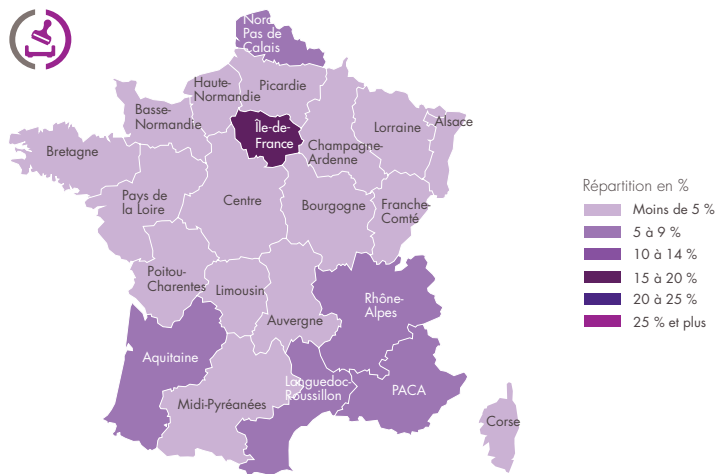 Nord
Pas de
Calais
Haute-
Normandie
Picardie
Basse-
Normandie
Île-de-
France
Champagne-
Ardenne
Lorraine
Alsace
Bretagne
Pays de
la Loire
Centre
Bourgogne
Franche-
Comté
Poitou-
Charentes
Limousin
Auvergne
Rhône-
Alpes
Aquitaine
Midi-Pyréanées
Languedoc-
Roussillon
PACA
Corse
Répartition en %
Moins de 5 %
5 à 9 %
10 à 14 %
15 à 20 %
20 à 25 %
25 % et plus